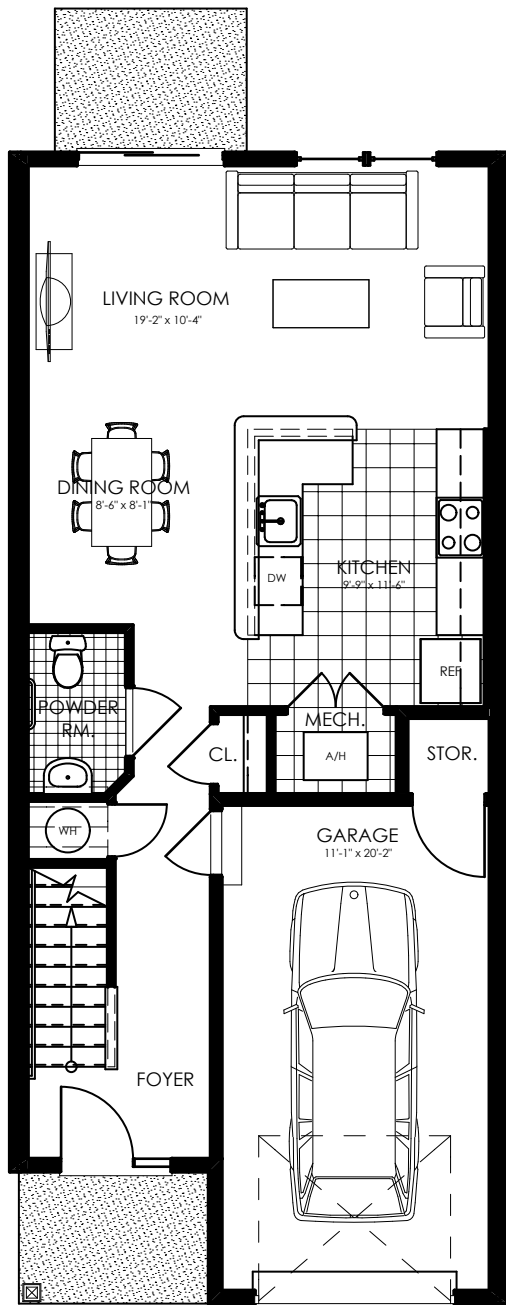 LIVING ROOM
19'-2" x 10'-4"
DINING ROOM
8'-6" x 8'-1"
KITCHEN
9'-9" x 11'-6"
DW
REF
POWDER
RM.
CL.
MECH.
A/H
STOR.
WH
GARAGE
11'-1" x 20'-2"
FOYER